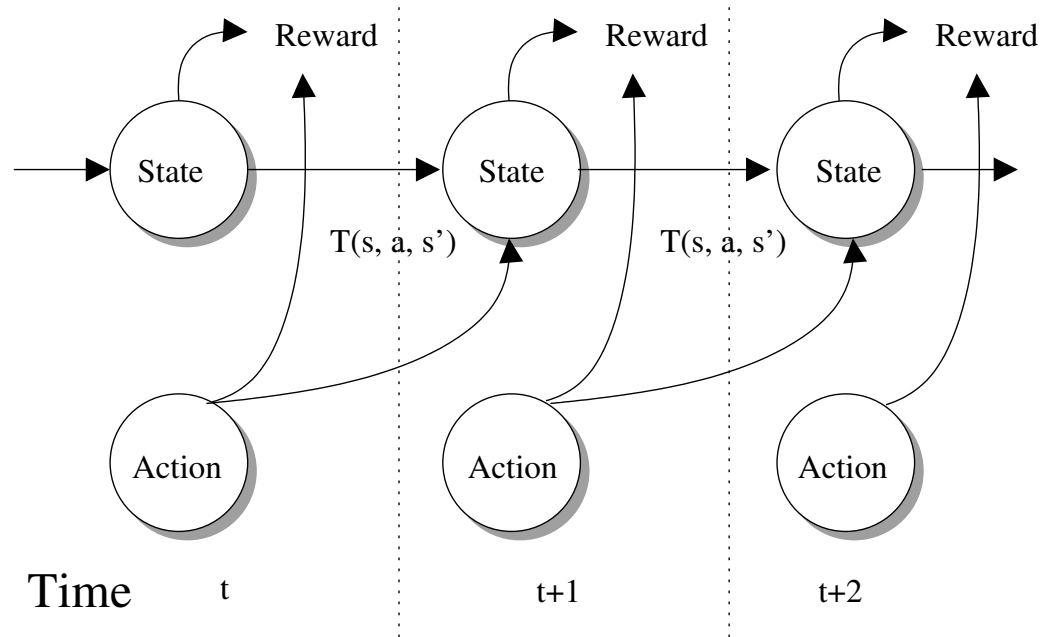 Reward Reward Reward
State State State
T(s, a, s’) T(s, a, s’)
Action Action Action
Time t t+1 t+2